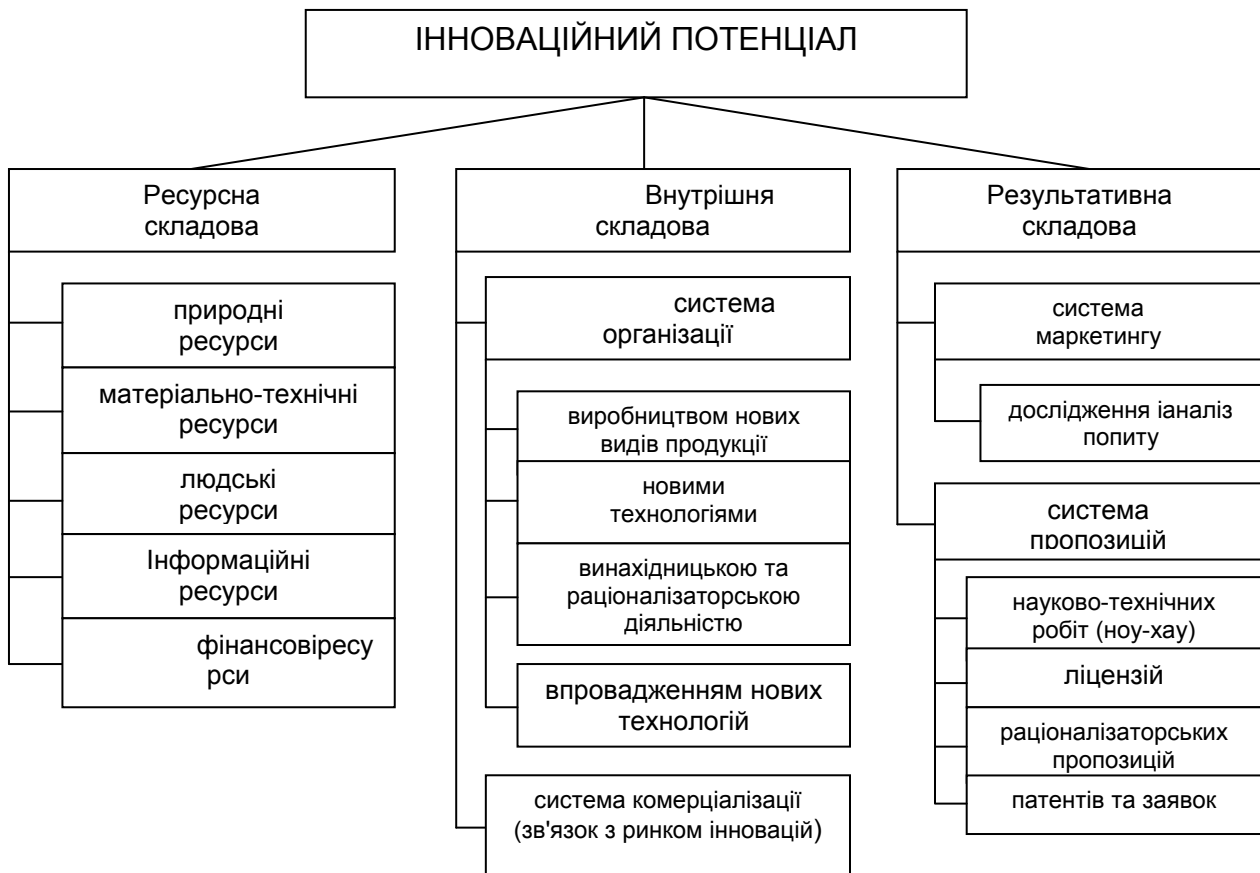 ІННОВАЦІЙНИЙ ПОТЕНЦІАЛ
Ресурсна
складова
природні
ресурси
матеріально-технічні
ресурси
людські
ресурси
Інформаційні
ресурси
фінансовіресу
рси
Внутрішня
складова
система
організації
виробництвом нових
видів продукції
новими
технологіями
винахідницькою та
раціоналізаторською
діяльністю
впровадженням нових
технологій
система комерціалізації
(зв'язок з ринком інновацій)
Результативна
складова
система
маркетингу
дослідження іаналіз
попиту
система
пропозицій
науково-технічних
робіт (ноу-хау)
ліцензій
раціоналізаторських
пропозицій
патентів та заявок